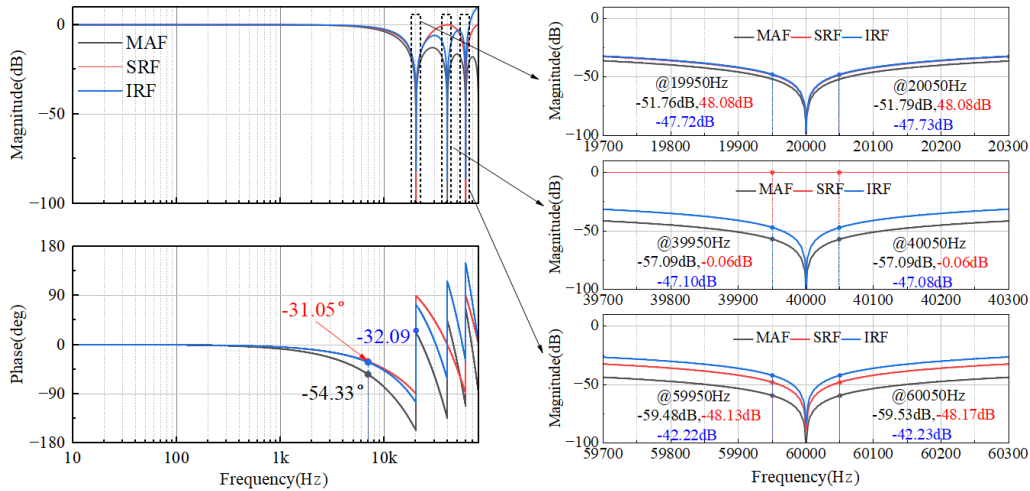 0
−50
−100
Magnitude(dB)
MAF
SRF
IRF
180
90
0
−90
−180
Phase(deg)
-31.05°
-32.09
-54.33°
10
100
1k
10k
Frequency(Hz)
0
−50
−100
Magnitude(dB)
MAF SRF IRF
@19950Hz
-51.76dB,48.08dB
-47.72dB
@20050Hz
-51.79dB,48.08dB
-47.73dB
19700 19800 19900 20000 20100 20200 20300
0
−50
−100
Magnitude(dB)
MAF SRF IRF
@39950Hz
-57.09dB,-0.06dB
-47.10dB
@40050Hz
-57.09dB,-0.06dB
-47.08dB
39700 39800 39900 40000 40100 40200 40300
0
−50
−100
Magnitude(dB)
MAF SRF IRF
@59950Hz
-59.48dB,-48.13dB
-42.22dB
@60050Hz
-59.53dB,-48.17dB
-42.23dB
59700 59800 59900 60000 60100 60200 60300
Frequency(Hz)